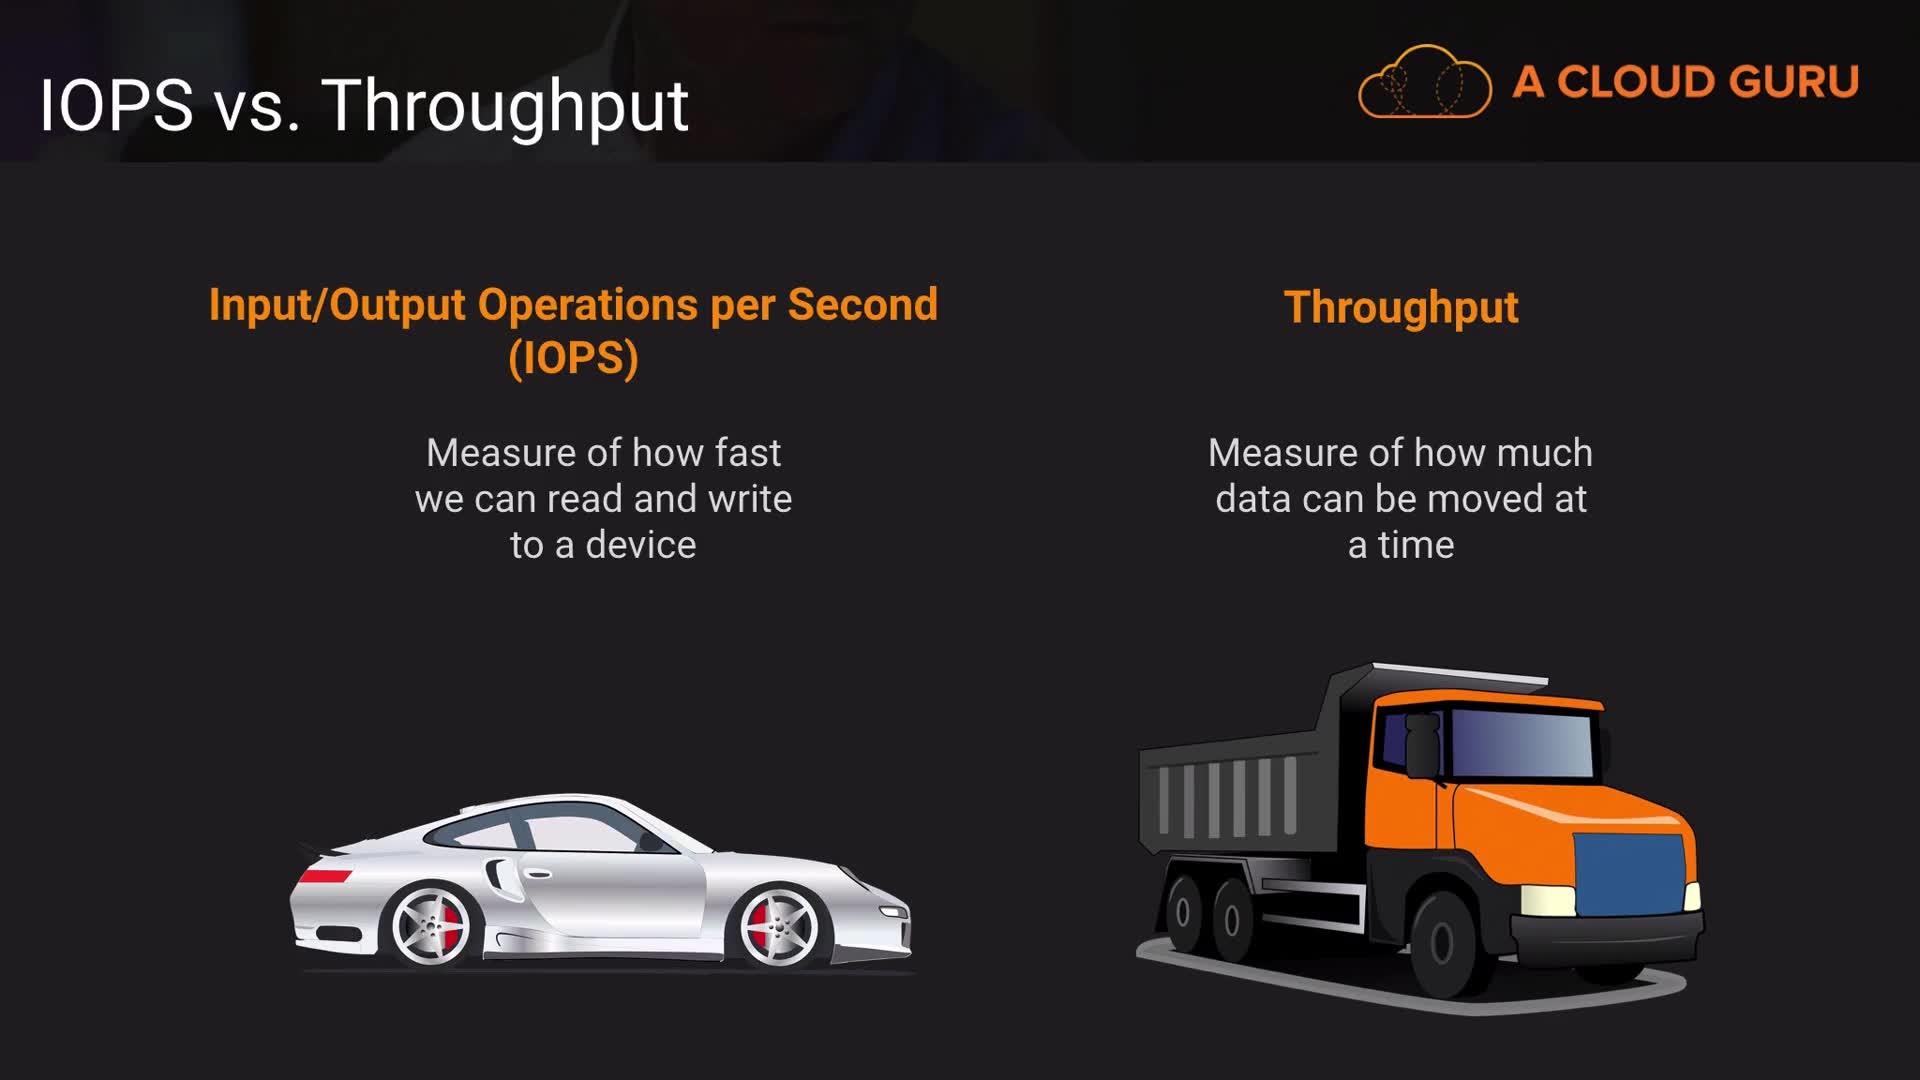 IOPS vs. Throughput
A CLOUD GURU
Input/Output Operations per Second
(IOPS)
Measure of how fast
we can read and write
to a device
Throughput
Measure of how much
data can be moved at
a time